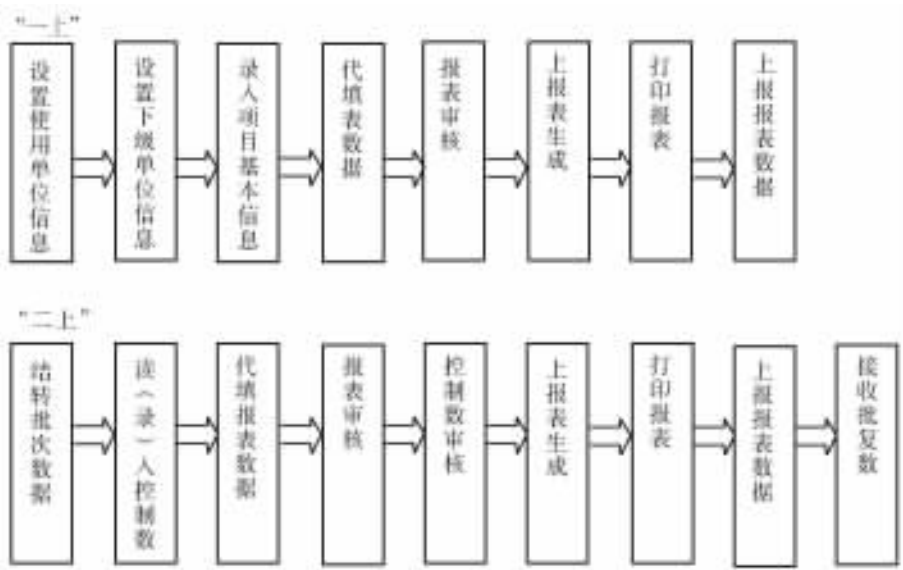 "一上"
设置使用单位信息
设置下级单位信息
录入项目基本信息
代填表数据
报表审核
上报表生成
打印报表
上报报表数据
"二上"
结转批次数据
读（录）入控制数
代填报表数据
报表审核
控制数审核
上报表生成
打印报表
上报报表数据
接收批复数